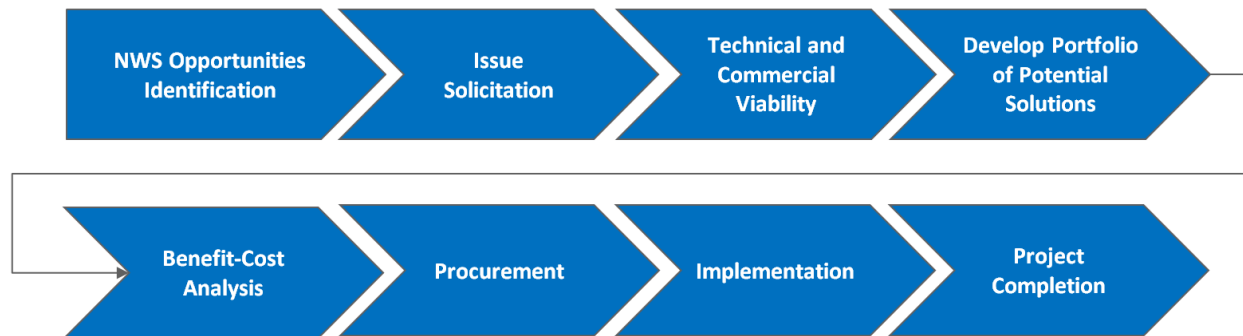 NWS Opportunities
Identification
Issue
Solicitation
Technical and
Commercial
Viability
Develop Portfolio
of Potential
Solutions
Benefit-Cost
Analysis
Procurement
Implementation
Project
Completion